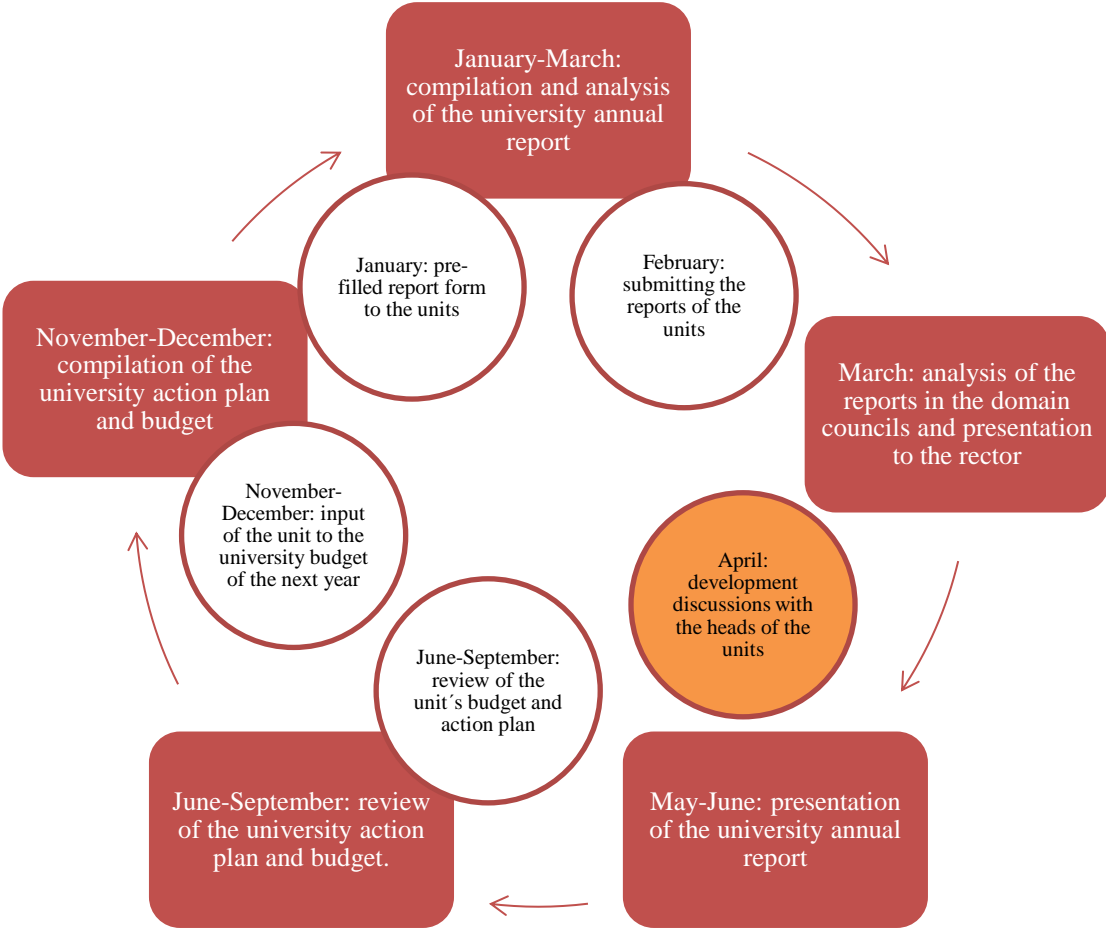 January-March:
compilation and analysis
of the university annual
report
January: pre-
filled report form
to the units
February:
submitting the
reports of the
units
March: analysis of the
reports in the domain
councils and presentation
to the rector
April:
development
discussions with
the heads of the
units
May-June: presentation
of the university annual
report
June-September:
review of the
unit´s budget and
action plan
June-September: review
of the university action
plan and budget.
November-
December: input
of the unit to the
university budget
of the next year
November-December:
compilation of the
university action plan
and budget